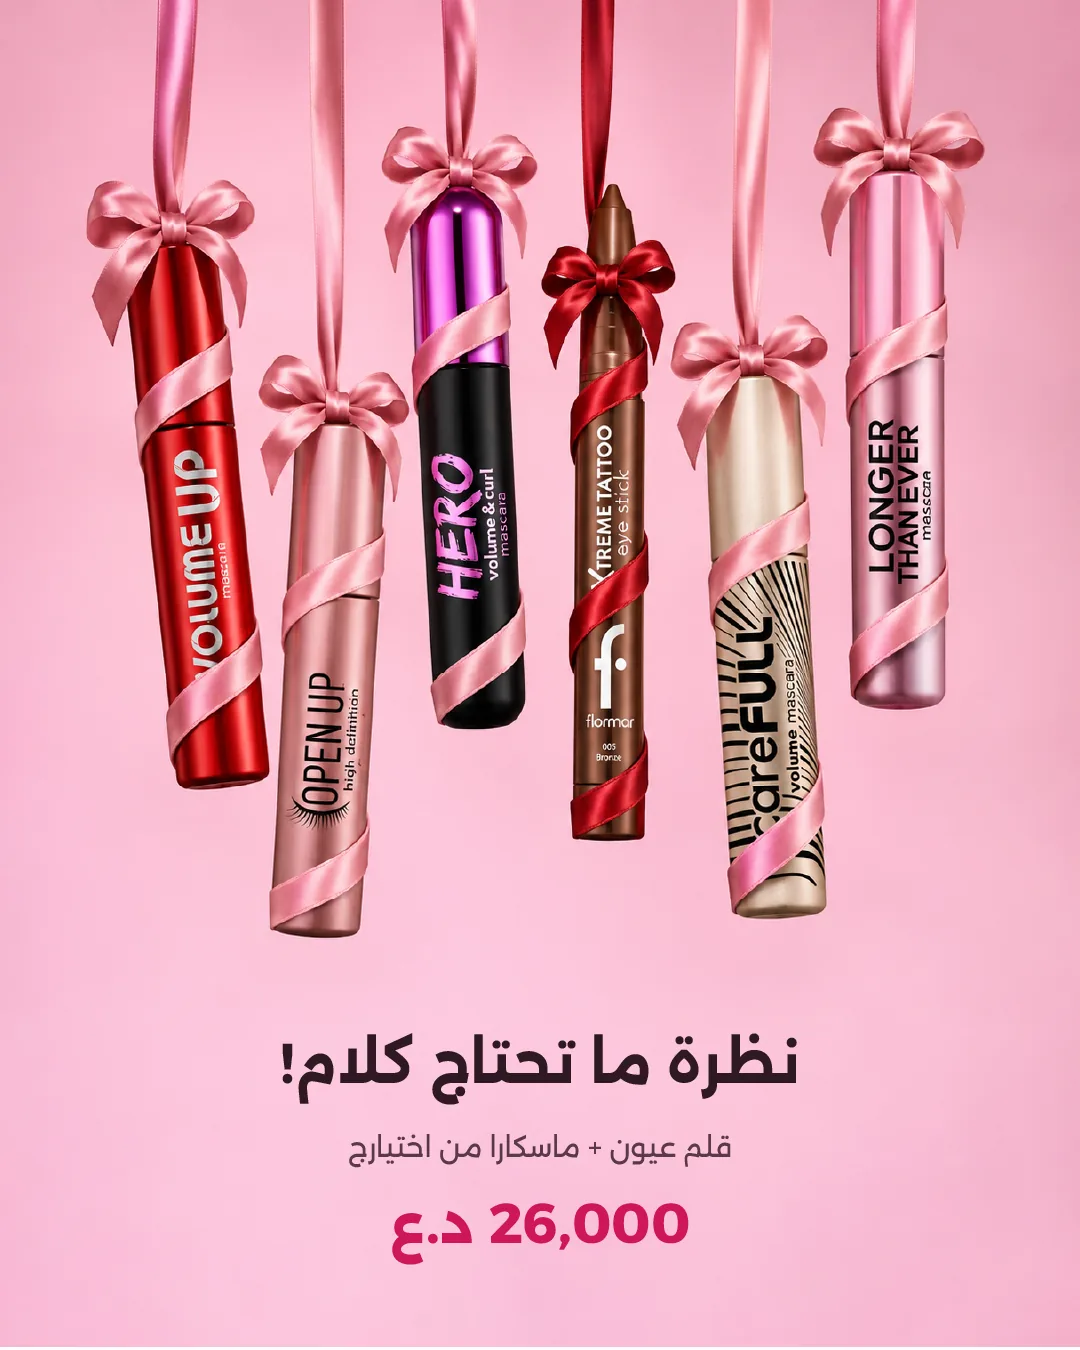 VOLUME UP
mascara
OPEN UP
high definition
HERO
volume & curl
mascara
XTREME TATTOO
eye stick
flormar
005
Bronze
careFULL
volume mascara
LONGER
THAN EVER
mascara
نظرة ما تحتاج كلام!
قلم عيون + ماسكارا من اختيارج
26,000 د.ع